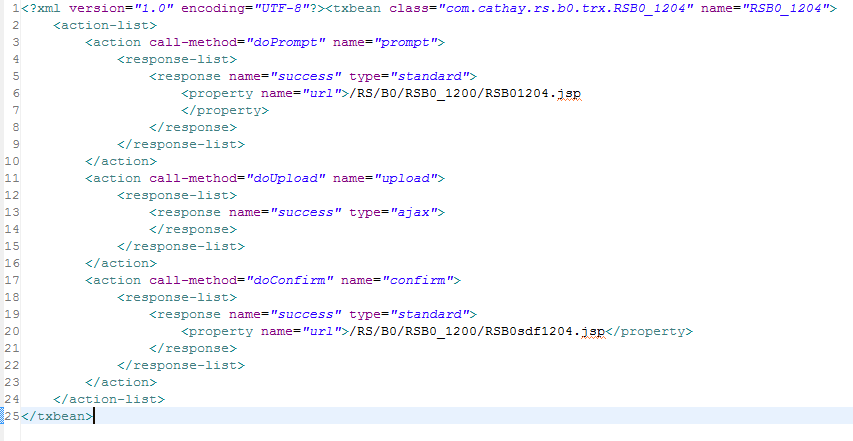 1<?xml version="1.0" encoding="UTF-8"?><txbean class="com.cathay.rs.b0.trx.RSB0_1204" name="RSB0_1204">
2    <action-list>
3        <action call-method="doPrompt" name="prompt">
4            <response-list>
5                <response name="success" type="standard">
6                    <property name="url">/RS/B0/RSB0_1200/RSB01204.jsp
7                    </property>
8                </response>
9            </response-list>
10        </action>
11        <action call-method="doUpload" name="upload">
12            <response-list>
13                <response name="success" type="ajax">
14                </response>
15            </response-list>
16        </action>
17        <action call-method="doConfirm" name="confirm">
18            <response-list>
19                <response name="success" type="standard">
20                    <property name="url">/RS/B0/RSB0_1200/RSB0sdf1204.jsp</property>
21                </response>
22            </response-list>
23        </action>
24    </action-list>
25</txbean>